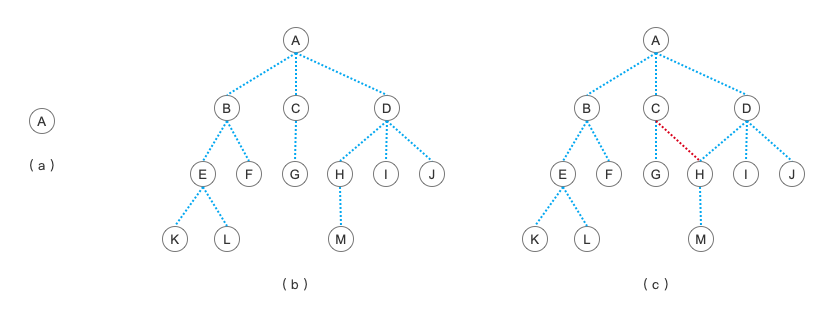 A
( a )
A
B C D
E F G H I J
K L M
( b )
A
B C D
E F G H I J
K L M
( c )